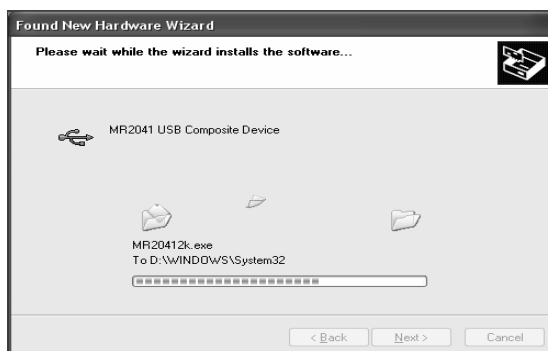 Found New Hardware Wizard
Please wait while the wizard installs the software...
MR2041 USB Composite Device
MR20412k.exe
To D:\WINDOWS\System32
< Back
Next >
Cancel